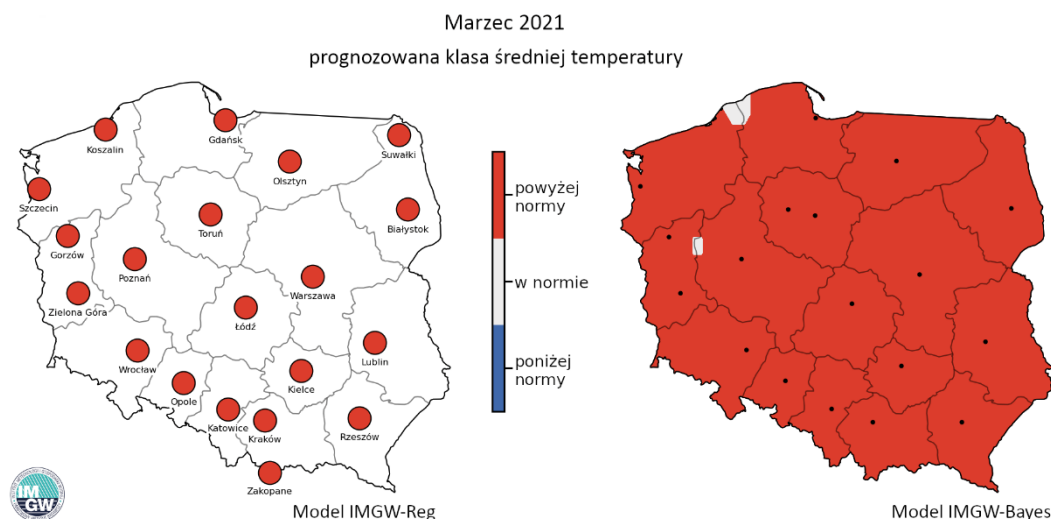 Marzec 2021
prognozowana klasa średniej temperatury
Koszalin
Gdańsk
Suwałki
Olsztyn
Szczecin
Toruń
Białystok
Gorzów
Poznań
Warszawa
Zielona Góra
Łódź
Lublin
Wrocław
Kielce
Opole
Katowice
Kraków
Rzeszów
Zakopane
powyżej
normy
w normie
poniżej
normy
IM
GW
Model IMGW-Reg
Model IMGW-Bayes